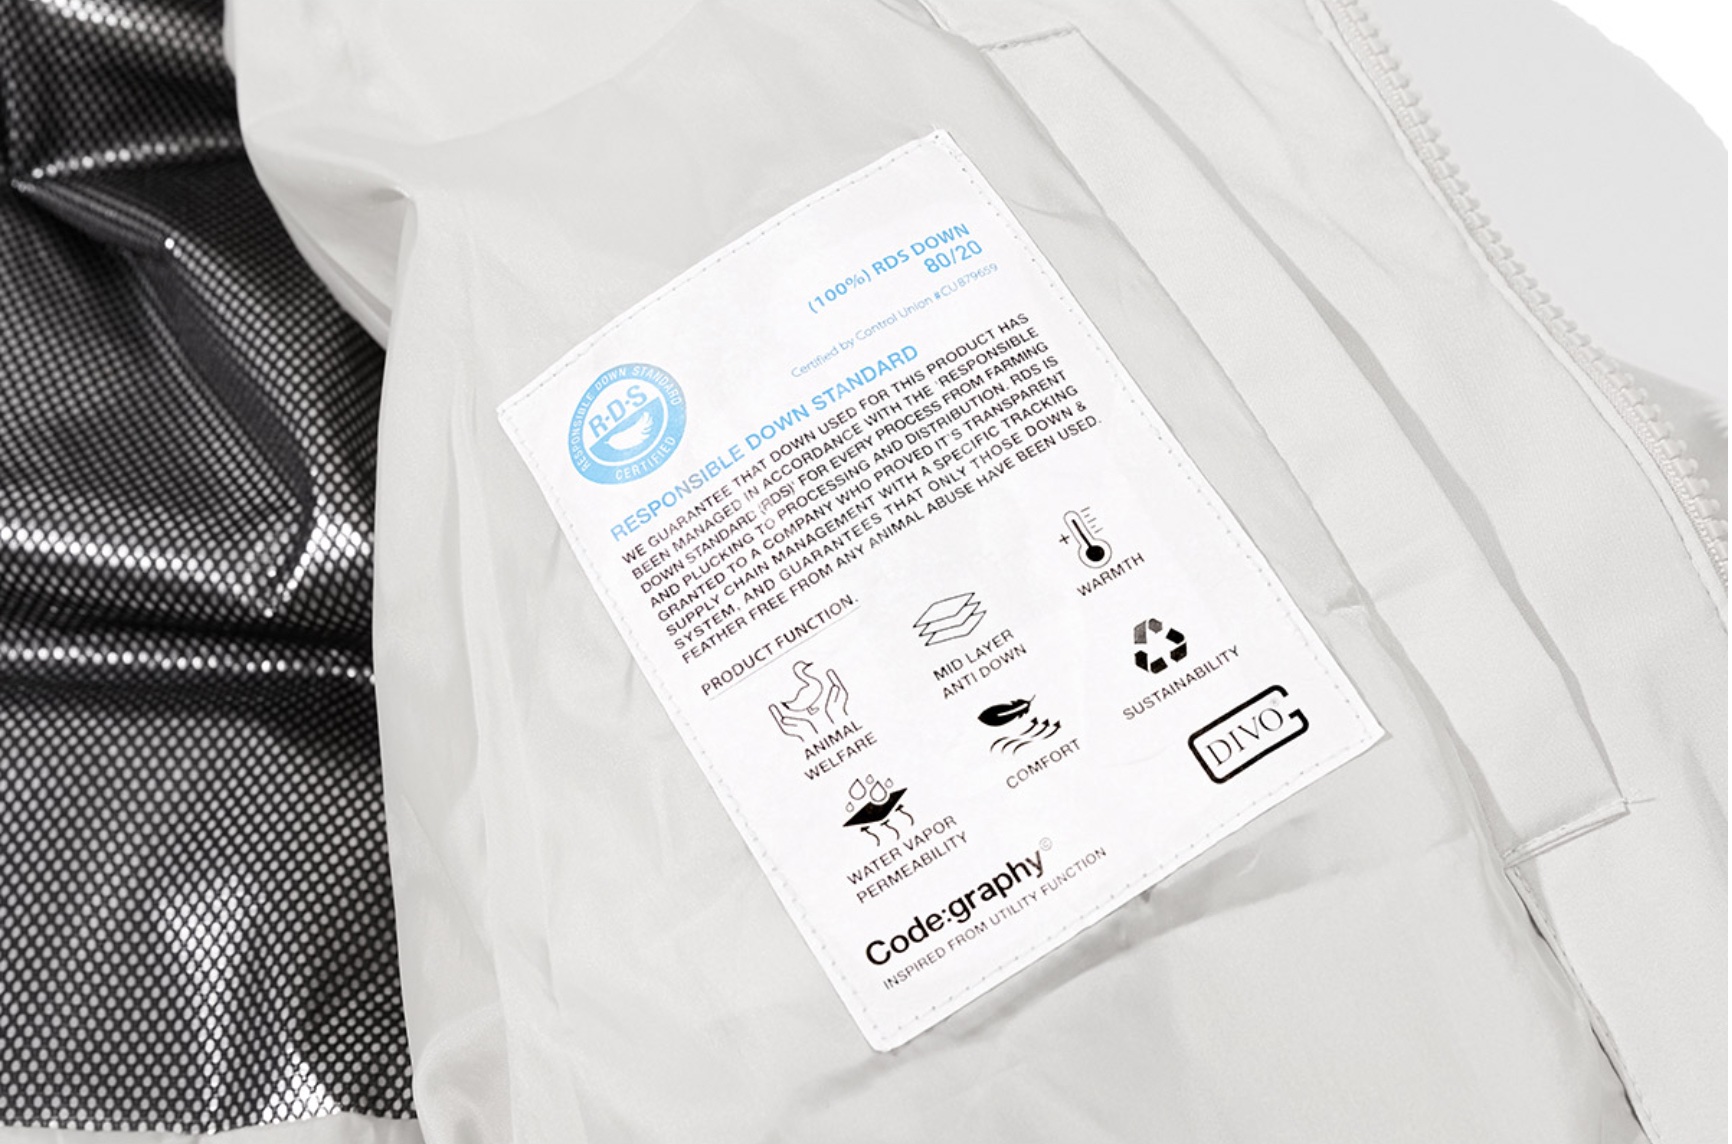 (100%) RDS DOWN
80/20
Certified by Control Union #CU879659
RESPONSIBLE DOWN STANDARD
R·D·S
CERTIFIED
RESPONSIBLE DOWN STANDARD
WE GUARANTEE THAT DOWN USED FOR THIS PRODUCT HAS
BEEN MANAGED IN ACCORDANCE WITH THE 'RESPONSIBLE
DOWN STANDARD (RDS)' FOR EVERY PROCESS FROM FARMING
AND PLUCKING TO PROCESSING AND DISTRIBUTION. RDS IS
GRANTED TO A COMPANY WHO PROVED IT'S TRANSPARENT
SUPPLY CHAIN MANAGEMENT WITH A SPECIFIC TRACKING
SYSTEM, AND GUARANTEES THAT ONLY THOSE DOWN &
FEATHER FREE FROM ANY ANIMAL ABUSE HAVE BEEN USED.
PRODUCT FUNCTION.
ANIMAL
WELFARE
MID LAYER
ANTI DOWN
+
WARMTH
WATER VAPOR
PERMEABILITY
COMFORT
SUSTAINABILITY
DIVO®
Code:graphy©
INSPIRED FROM UTILITY FUNCTION